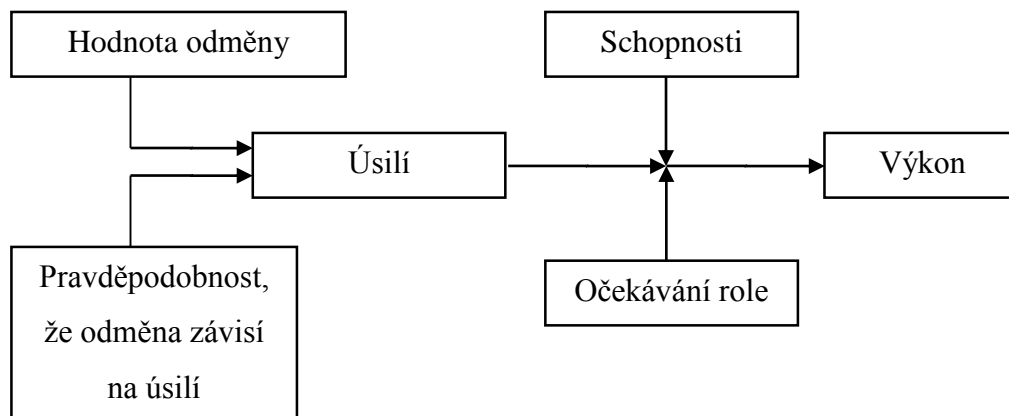 Hodnota odměny
Schopnosti
Úsilí
Výkon
Pravděpodobnost,
že odměna závisí
na úsilí
Očekávání role